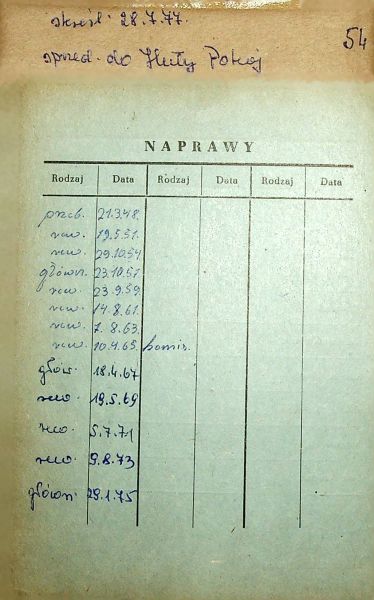 skreśl. 28.7.77.
54
sprzed. do Huty Pokój
NAPRAWY
Rodzaj Data Rodzaj Data Rodzaj Data
przeb. 21.3.48.
rew. 19.5.51.
rew. 29.10.54
główn. 23.10.57
rew. 23.9.59.
rew. 14.8.61.
rew. 7.8.63.
rew. 10.4.65. komis.
głów. 18.4.67
rew. 19.5.69
rew. 5.7.71
rew. 9.8.73
główn. 29.1.75